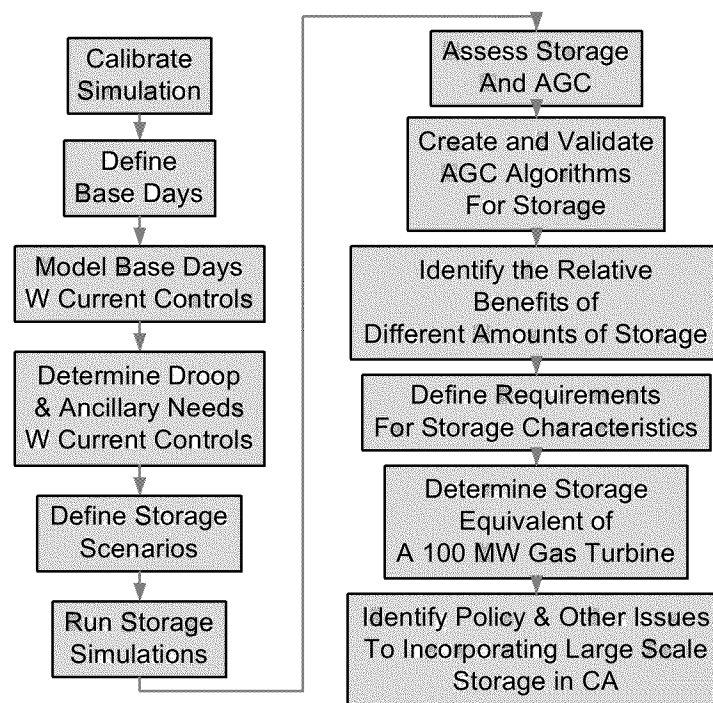 Calibrate
Simulation
Define
Base Days
Model Base Days
W Current Controls
Determine Droop
& Ancillary Needs
W Current Controls
Define Storage
Scenarios
Run Storage
Simulations
Assess Storage
And AGC
Create and Validate
AGC Algorithms
For Storage
Identify the Relative
Benefits of
Different Amounts of Storage
Define Requirements
For Storage Characteristics
Determine Storage
Equivalent of
A 100 MW Gas Turbine
Identify Policy & Other Issues
To Incorporating Large Scale
Storage in CA